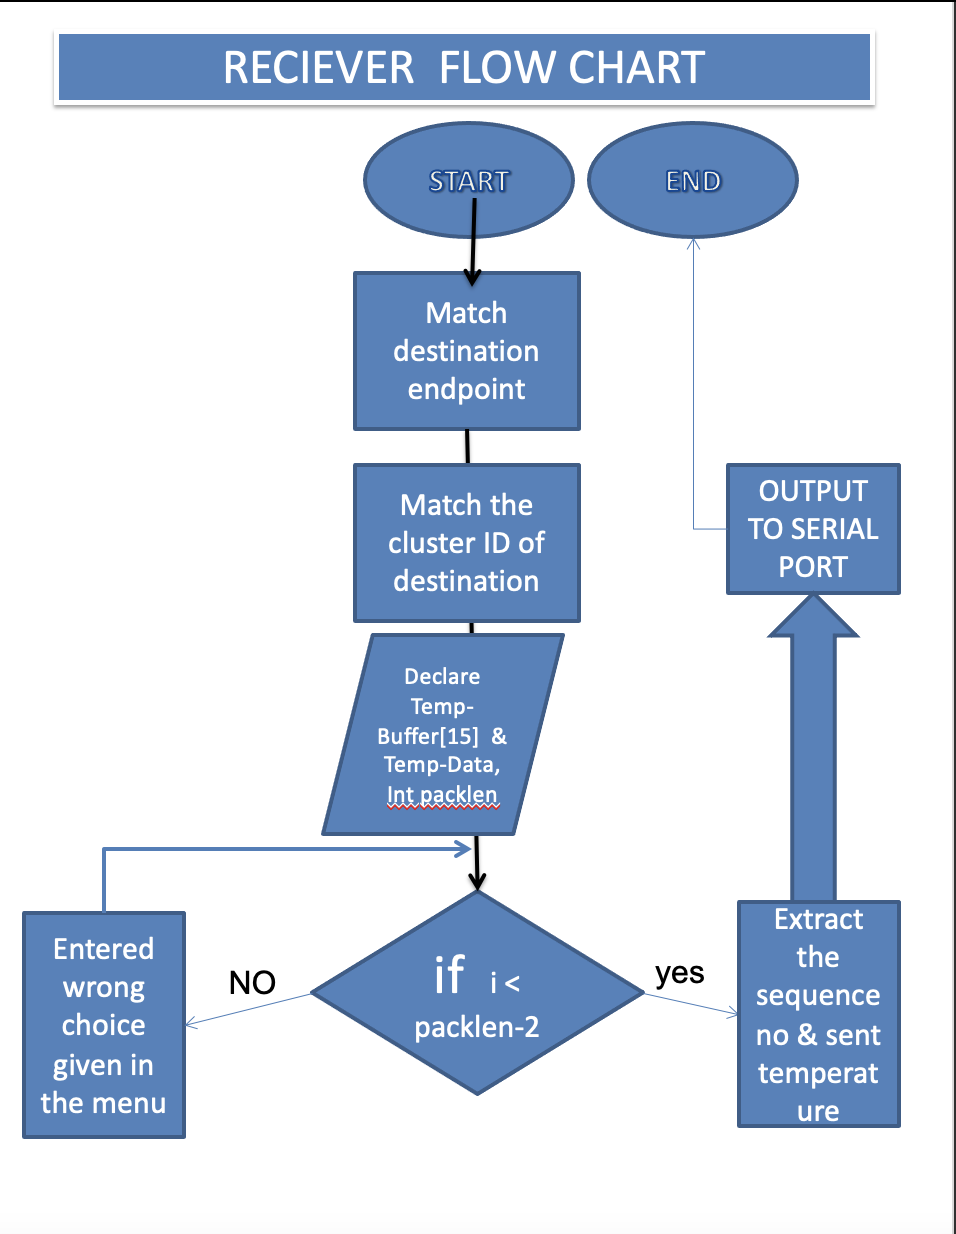 RECIEVER  FLOW CHART
START
END
Match
destination
endpoint
Match the
cluster ID of
destination
OUTPUT
TO SERIAL
PORT
Declare
Temp-
Buffer[15]  &
Temp-Data,
Int packlen
Entered
wrong
choice
given in
the menu
NO
if i <
packlen-2
yes
Extract
the
sequence
no & sent
temperat
ure